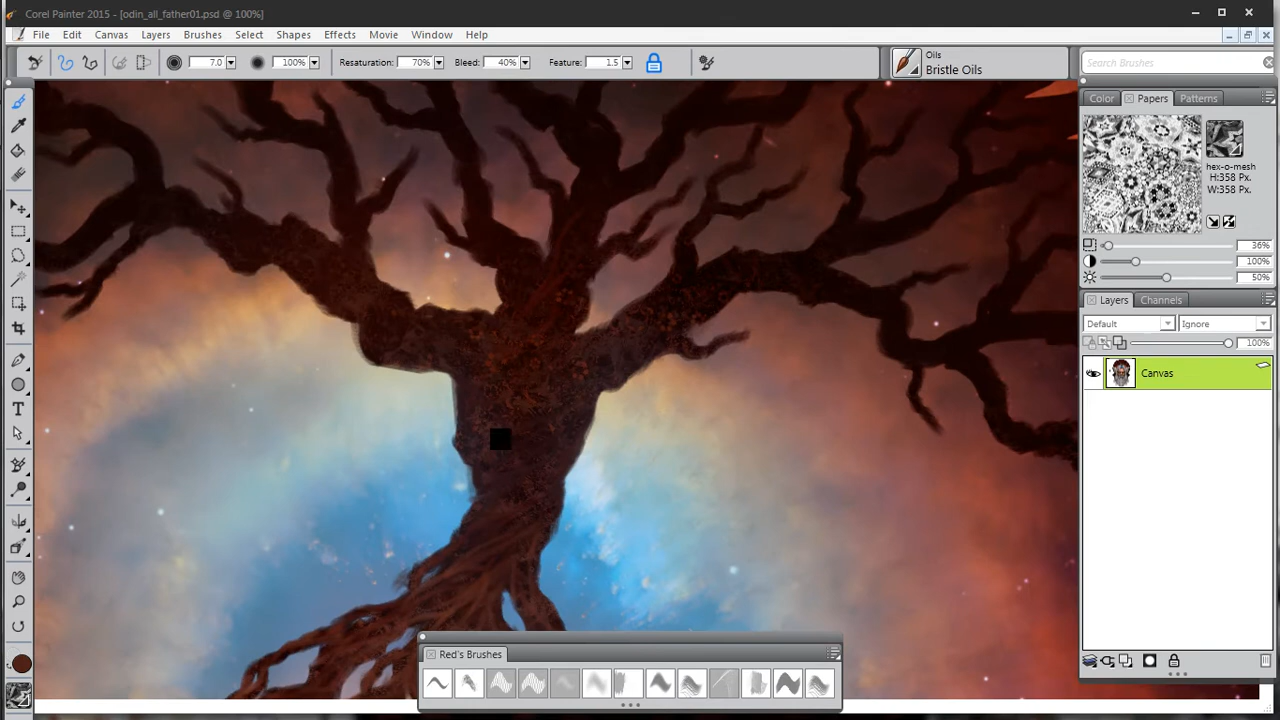 Corel Painter 2015 - [odin_all_father01.psd @ 100%]
File Edit Canvas Layers Brushes Select Shapes Effects Movie Window Help
7.0 100% Resaturation: 70% Bleed: 40% Feature: 1.5
Oils
Bristle Oils
Search Brushes
Color Papers Patterns
hex-o-mesh
H:358 Px.
W:358 Px.
36%
100%
50%
Layers Channels
Default Ignore
100%
Canvas
Red's Brushes